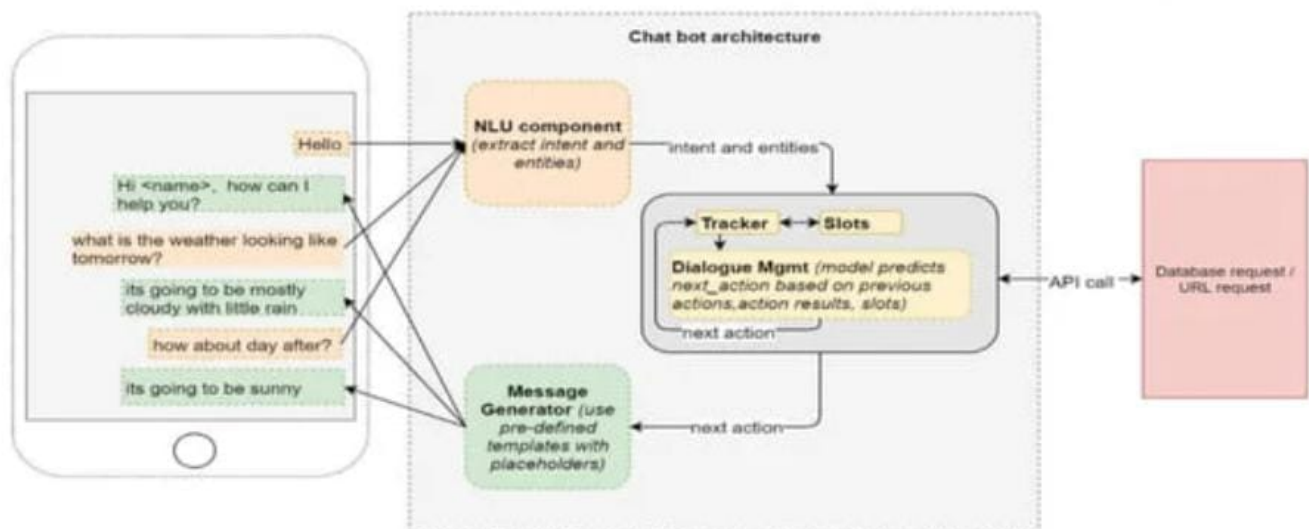 Chat bot architecture
Hello
Hi <name>, how can I
help you?
what is the weather looking like
tomorrow?
its going to be mostly
cloudy with little rain
how about day after?
its going to be sunny
NLU component
(extract intent and
entities)
intent and entities
Tracker
Slots
Dialogue Mgmt (model predicts
next_action based on previous
actions,action results, slots)
next action
API call
Database request /
URL request
Message
Generator (use
pre-defined
templates with
placeholders)
next action